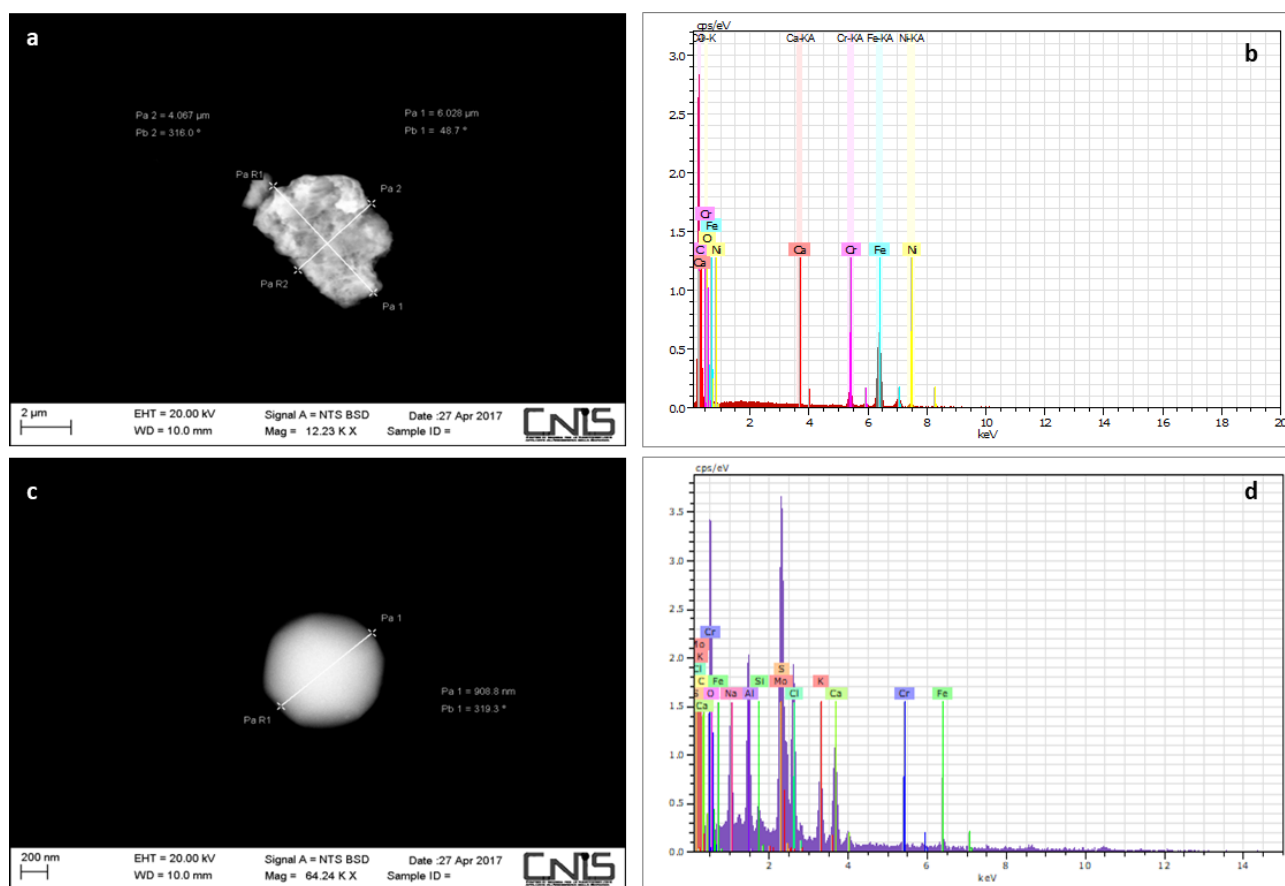 a
Pa 2 = 4.067 µm
Pb 2 = 316.0 °
Pa 1 = 6.028 µm
Pb 1 = 48.7 °
Pa R1
Pa 2
Pa R2
Pa 1
2 µm
EHT = 20.00 kV
Signal A = NTS BSD
Date :27 Apr 2017
WD = 10.0 mm
Mag = 12.23 K X
Sample ID =
CNIS
b
cps/eV
Ca-KA
Cr-KA
Fe-KA
Ni-KA
3.0
2.5
2.0
1.5
1.0
0.5
0.0
Cr
Fe
O
C
Ni
Ca
Ca
Cr
Fe
Ni
2
4
6
8
10
12
14
16
18
20
keV
c
Pa 1
Pa 1 = 908.8 nm
Pb 1 = 319.3 °
Pa R1
200 nm
EHT = 20.00 kV
Signal A = NTS BSD
Date :27 Apr 2017
WD = 10.0 mm
Mag = 64.24 K X
Sample ID =
CNIS
d
cps/eV
3.5
3.0
2.5
2.0
1.5
1.0
0.5
0.0
Cr
Mo
K
Cl
C
Fe
S
O
Na
Al
Si
Ca
S
Mo
Cl
K
Ca
Cr
Fe
2
4
6
8
10
12
14
keV